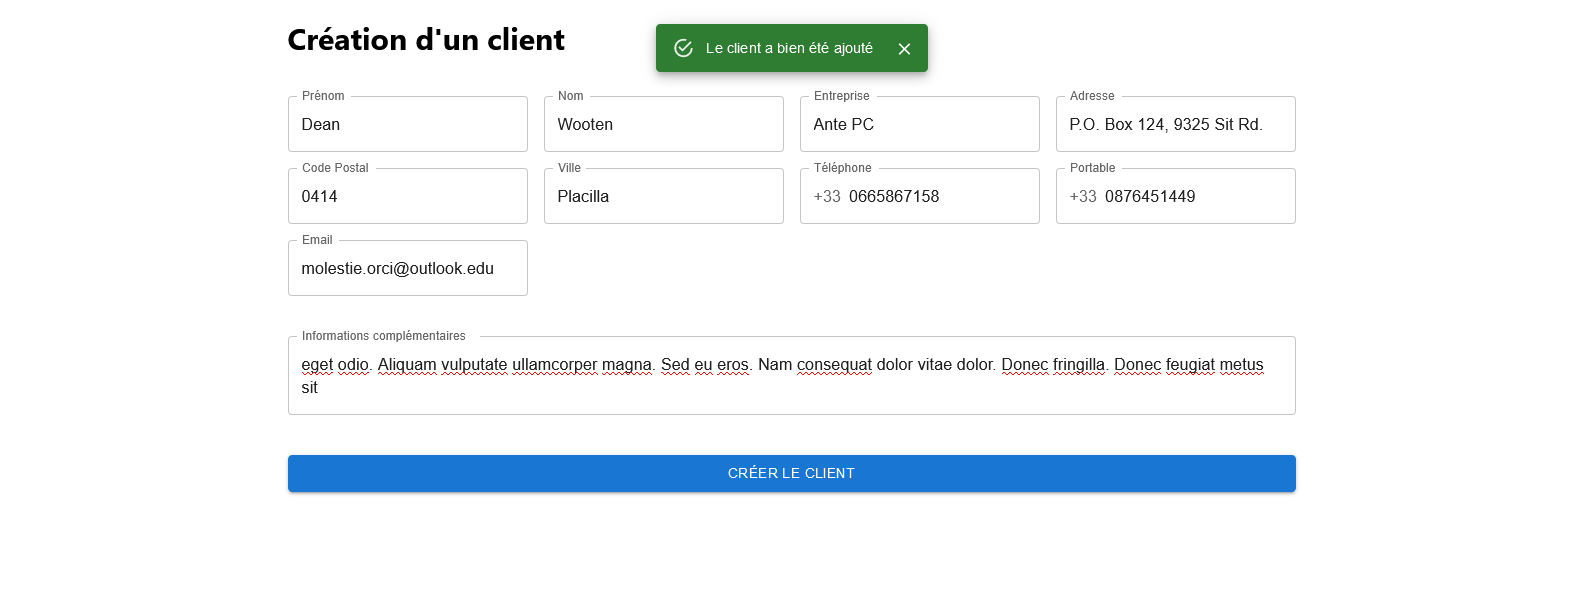 Création d'un client
Le client a bien été ajouté
Prénom
Dean
Nom
Wooten
Entreprise
Ante PC
Adresse
P.O. Box 124, 9325 Sit Rd.
Code Postal
0414
Ville
Placilla
Téléphone
+33 0665867158
Portable
+33 0876451449
Email
molestie.orci@outlook.edu
Informations complémentaires
eget odio. Aliquam vulputate ullamcorper magna. Sed eu eros. Nam consequat dolor vitae dolor. Donec fringilla. Donec feugiat metus
sit
CRÉER LE CLIENT